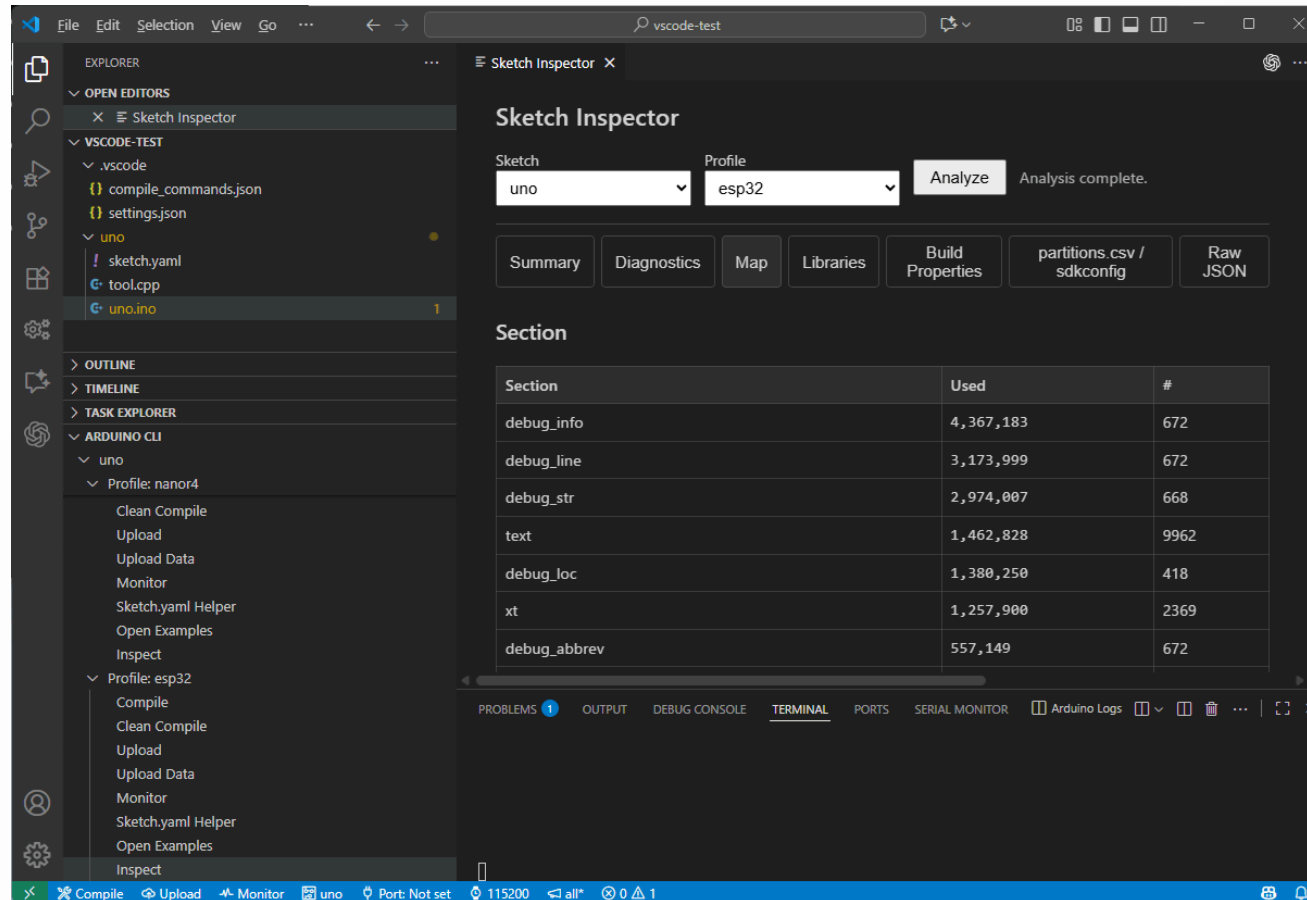 File Edit Selection View Go ··· ← → vscode-test
EXPLORER ···
OPEN EDITORS
Sketch Inspector
VSCODE-TEST
.vscode
{} compile_commands.json
{} settings.json
uno
! sketch.yaml
tool.cpp
uno.ino 1
OUTLINE
TIMELINE
TASK EXPLORER
ARDUINO CLI
uno
Profile: nanor4
Clean Compile
Upload
Upload Data
Monitor
Sketch.yaml Helper
Open Examples
Inspect
Profile: esp32
Compile
Clean Compile
Upload
Upload Data
Monitor
Sketch.yaml Helper
Open Examples
Inspect
Sketch Inspector
Sketch Inspector
Sketch Profile
uno esp32 Analyze Analysis complete.
Summary Diagnostics Map Libraries Build Properties partitions.csv / sdkconfig Raw JSON
Section
Section Used #
debug_info 4,367,183 672
debug_line 3,173,999 672
debug_str 2,974,007 668
text 1,462,828 9962
debug_loc 1,380,250 418
xt 1,257,900 2369
debug_abbrev 557,149 672
PROBLEMS 1 OUTPUT DEBUG CONSOLE TERMINAL PORTS SERIAL MONITOR Arduino Logs ···
Compile Upload Monitor uno Port: Not set 115200 all* 0 1